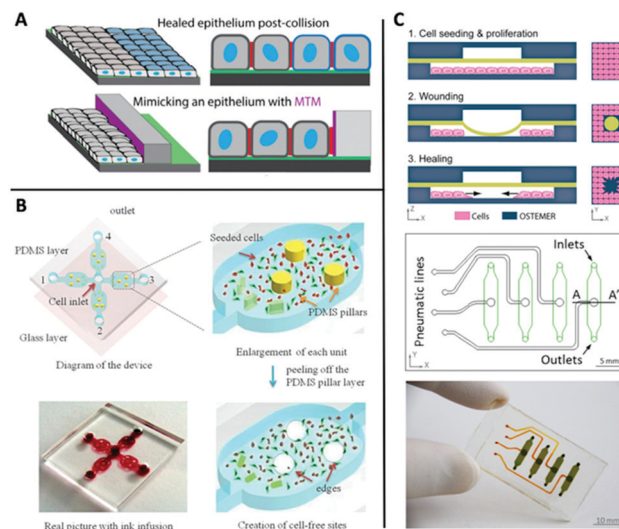 A
Healed epithelium post-collision
Mimicking an epithelium with MTM
B
outlet
PDMS layer
4
1
3
Cell inlet
2
Glass layer
Diagram of the device
Seeded cells
PDMS pillars
Enlargement of each unit
peeling off the
PDMS pillar layer
edges
Real picture with ink infusion
Creation of cell-free sites
C
1. Cell seeding & proliferation
2. Wounding
3. Healing
Z
X
Cells
OSTEMER
Y
X
Pneumatic lines
Inlets
A
A'
Outlets
Y
X
5 mm
10 mm